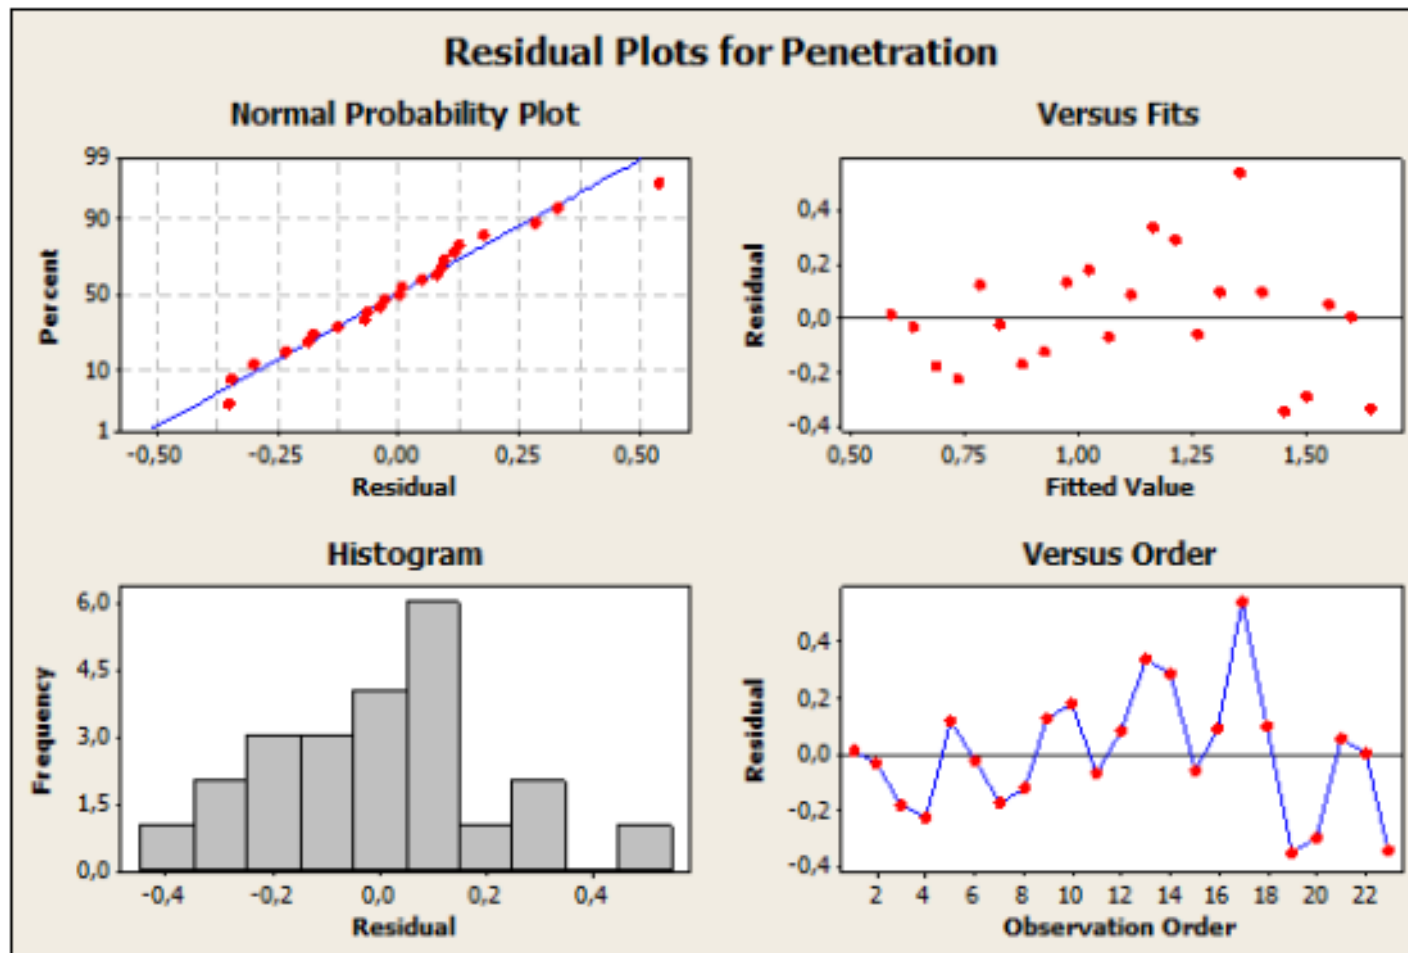 Residual Plots for Penetration
Normal Probability Plot
99
90
50
10
1
Percent
-0,50 -0,25 0,00 0,25 0,50
Residual
Versus Fits
0,4
0,2
0,0
-0,2
-0,4
Residual
0,50 0,75 1,00 1,25 1,50
Fitted Value
Histogram
6,0
4,5
3,0
1,5
0,0
Frequency
-0,4 -0,2 0,0 0,2 0,4
Residual
Versus Order
0,4
0,2
0,0
-0,2
-0,4
Residual
2 4 6 8 10 12 14 16 18 20 22
Observation Order